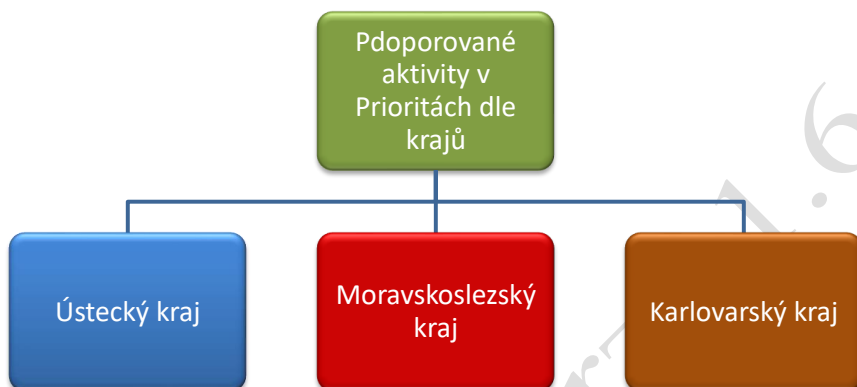 Pdoporované
aktivity v
Prioritách dle
krajů
Ústecký kraj
Moravskoslezský
kraj
Karlovarský kraj